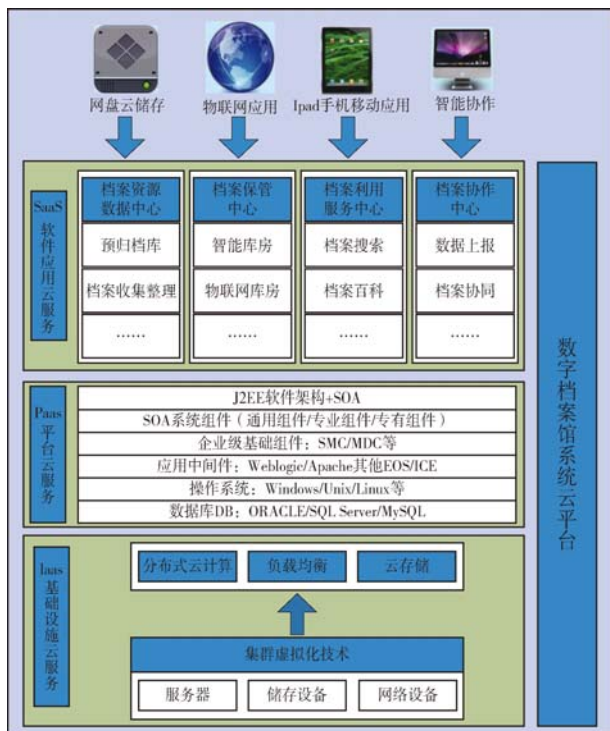 网盘云储存
物联网应用
Ipad手机移动应用
智能协作
SaaS
软件应用云服务
档案资源
数据中心
预归档库
档案收集整理
……
档案保管
中心
智能库房
物联网库房
……
档案利用
服务中心
档案搜索
档案百科
……
档案协作
中心
数据上报
档案协同
……
数字档案馆系统云平台
Paas
平台云服务
J2EE软件架构+SOA
SOA系统组件（通用组件/专业组件/专有组件）
企业级基础组件：SMC/MDC等
应用中间件：Weblogic/Apache其他EOS/ICE
操作系统：Windows/Unix/Linux等
数据库DB：ORACLE/SQL Server/MySQL
Iaas
基础设施云服务
分布式云计算
负载均衡
云存储
集群虚拟化技术
服务器
储存设备
网络设备